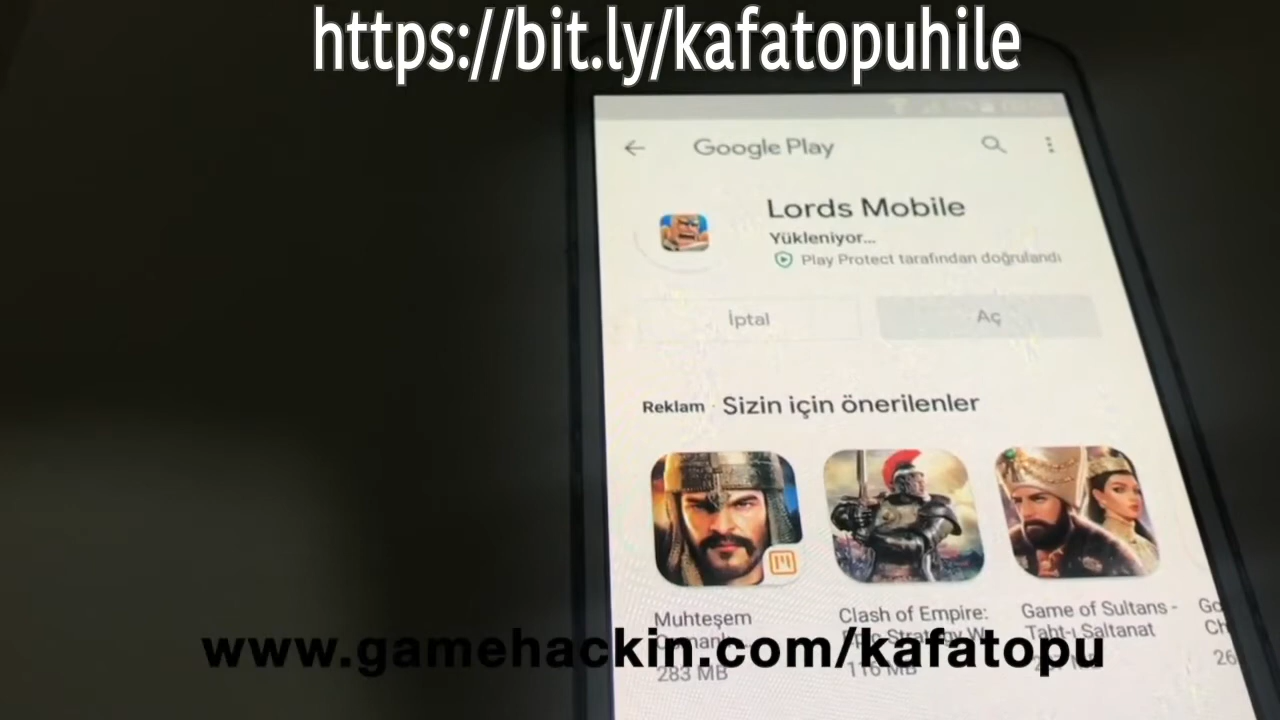 https://bit.ly/kafatopuhile
Google Play
Lords Mobile
Yükleniyor...
Play Protect tarafından doğrulandı
İptal
Aç
Reklam · Sizin için önerilenler
Muhteşem
Clash of Empire:
Game of Sultans -
Taht-ı Saltanat
www.gamehackin.com/kafatopu
283 MB
116 MB